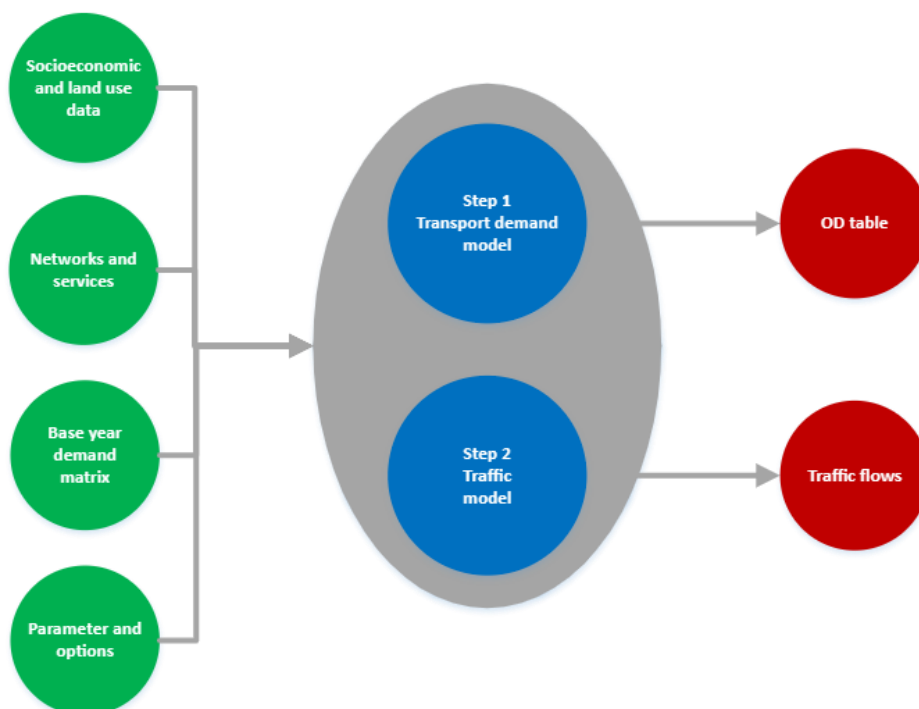 Socioeconomic
and land use
data
Networks and
services
Base year
demand
matrix
Parameter and
options
Step 1
Transport demand
model
Step 2
Traffic
model
OD table
Traffic flows